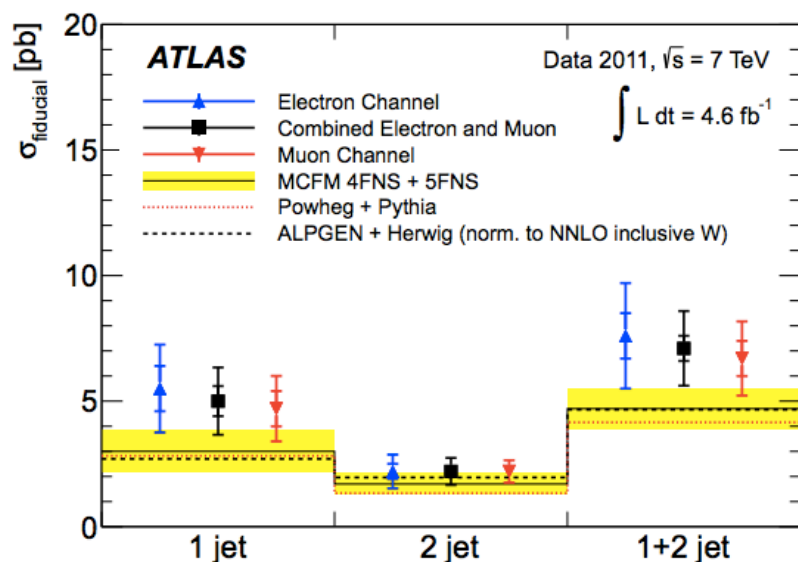 σfiducial [pb]
20
15
10
5
0
ATLAS
Data 2011, √s = 7 TeV
∫ L dt = 4.6 fb⁻¹
Electron Channel
Combined Electron and Muon
Muon Channel
MCFM 4FNS + 5FNS
Powheg + Pythia
ALPGEN + Herwig (norm. to NNLO inclusive W)
1 jet
2 jet
1+2 jet